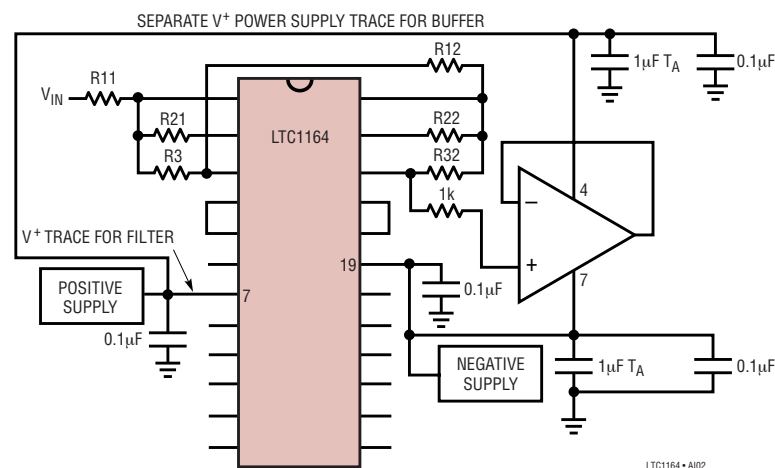 SEPARATE V+ POWER SUPPLY TRACE FOR BUFFER
R12
1µF TA
0.1µF
R11
VIN
LTC1164
R21
R22
R3
R32
1k
4
–
+
V+ TRACE FOR FILTER
19
7
POSITIVE
SUPPLY
7
0.1µF
0.1µF
NEGATIVE
SUPPLY
1µF TA
0.1µF
LTC1164 • AI02